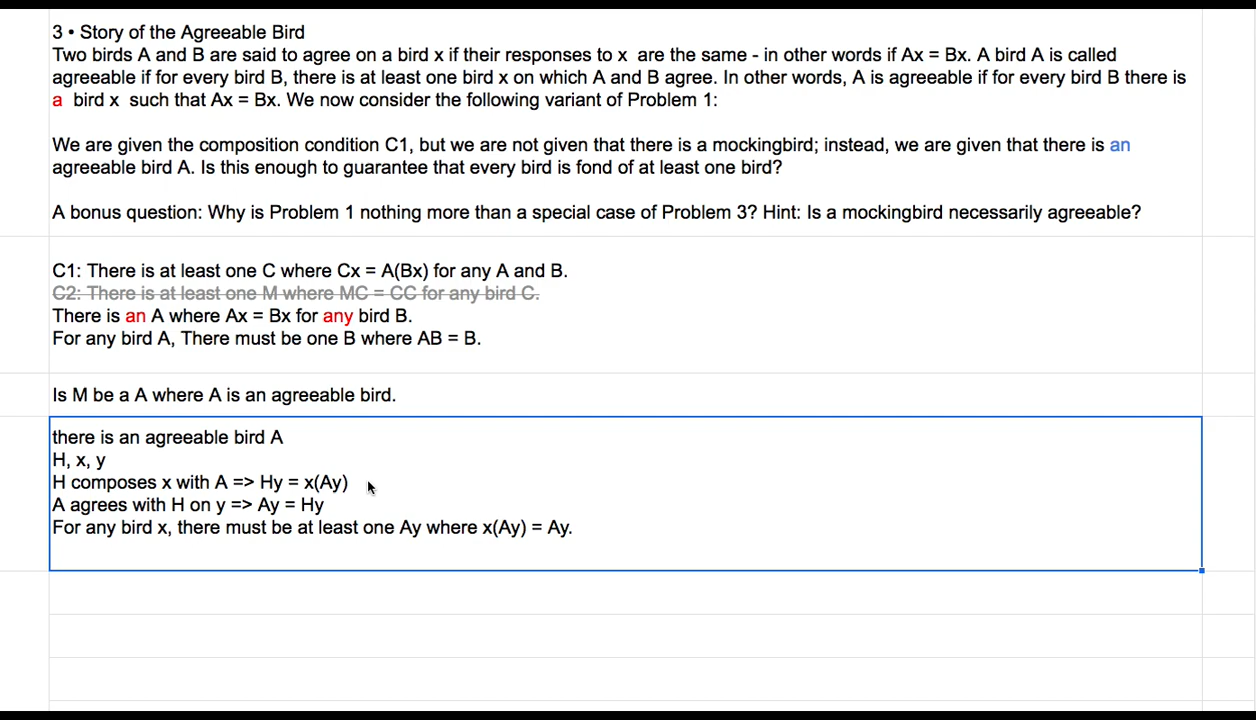 3 • Story of the Agreeable Bird
Two birds A and B are said to agree on a bird x if their responses to x  are the same - in other words if Ax = Bx. A bird A is called
agreeable if for every bird B, there is at least one bird x on which A and B agree. In other words, A is agreeable if for every bird B there is
a  bird x  such that Ax = Bx. We now consider the following variant of Problem 1:
We are given the composition condition C1, but we are not given that there is a mockingbird; instead, we are given that there is an
agreeable bird A. Is this enough to guarantee that every bird is fond of at least one bird?
A bonus question: Why is Problem 1 nothing more than a special case of Problem 3? Hint: Is a mockingbird necessarily agreeable?
C1: There is at least one C where Cx = A(Bx) for any A and B.
C2: There is at least one M where MC = CC for any bird C.
There is an A where Ax = Bx for any bird B.
For any bird A, There must be one B where AB = B.
Is M be a A where A is an agreeable bird.
there is an agreeable bird A
H, x, y
H composes x with A => Hy = x(Ay)
A agrees with H on y => Ay = Hy
For any bird x, there must be at least one Ay where x(Ay) = Ay.